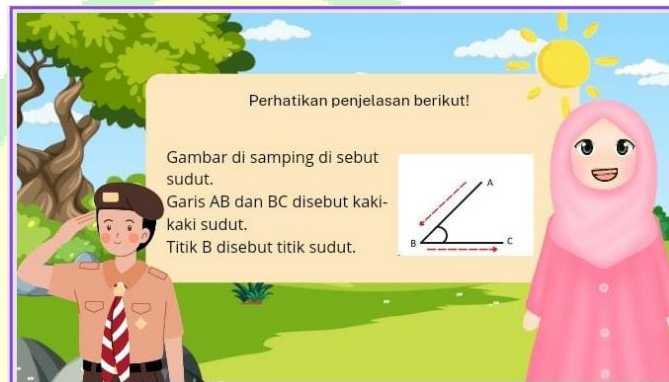 Perhatikan penjelasan berikut!
Gambar di samping di sebut
sudut.
Garis AB dan BC disebut kaki-
kaki sudut.
Titik B disebut titik sudut.
A
B
C